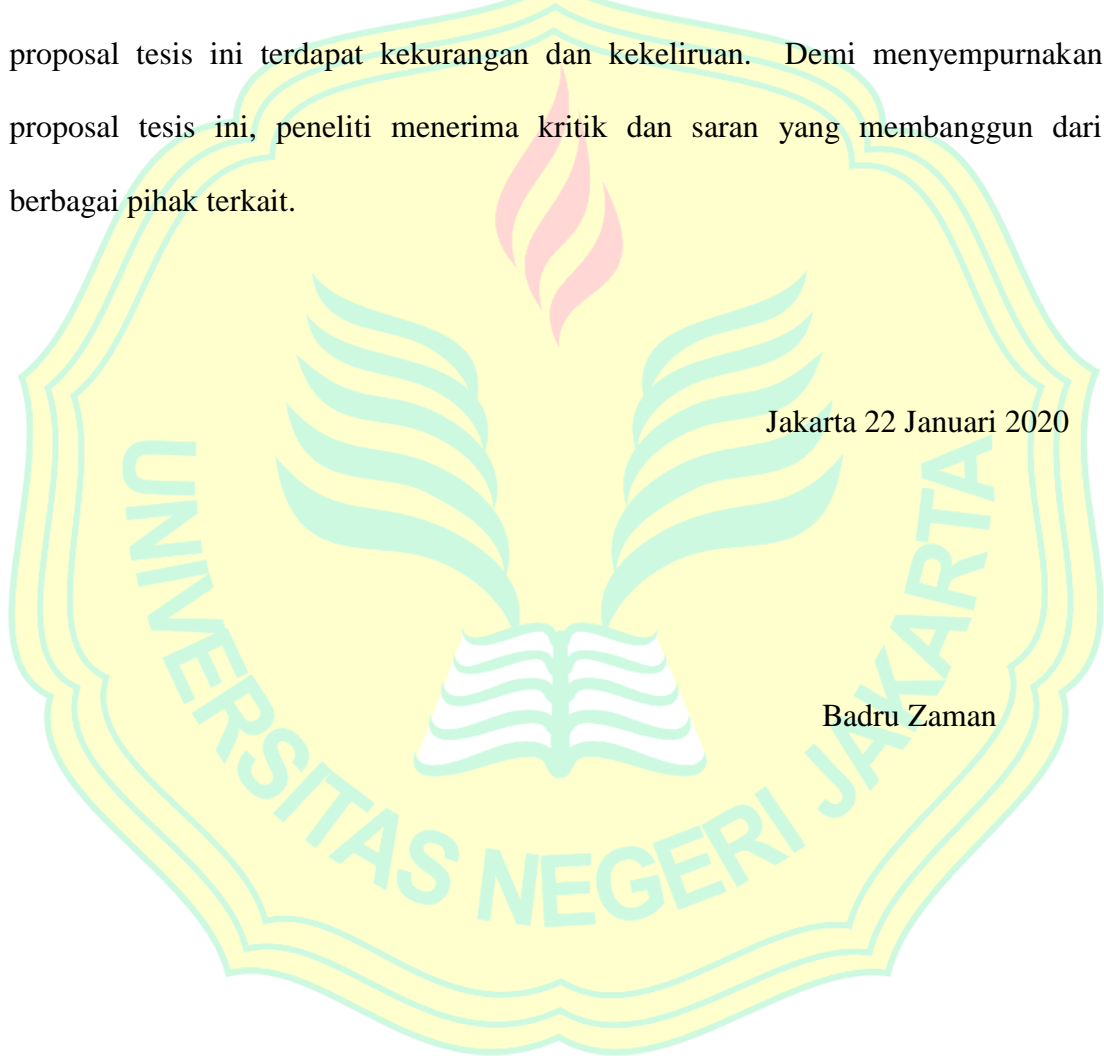 proposal tesis ini terdapat kekurangan dan kekeliruan. Demi menyempurnakan
proposal tesis ini, peneliti menerima kritik dan saran yang membanggun dari
berbagai pihak terkait.
Jakarta 22 Januari 2020
Badru Zaman
UNIVERSITAS NEGERI JAKARTA